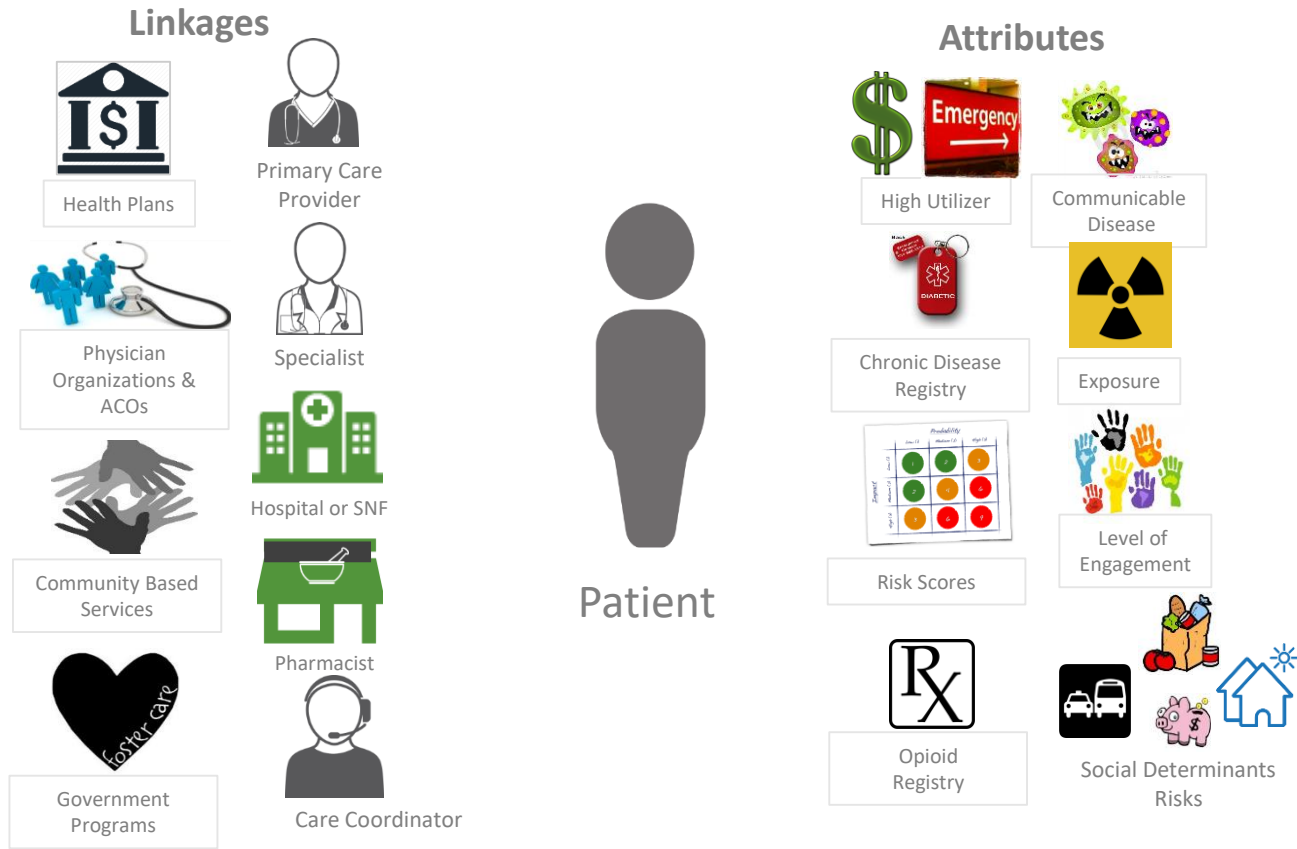 Linkages
Attributes
Health Plans
Primary Care
Provider
Physician
Organizations &
ACOs
Specialist
Community Based
Services
Hospital or SNF
foster care
Government
Programs
Pharmacist
Care Coordinator
Patient
$
Emergency
High Utilizer
Communicable
Disease
DIABETIC
Chronic Disease
Registry
Exposure
Probability
Impact
Risk Scores
Level of
Engagement
RX
Opioid
Registry
$
Social Determinants
Risks